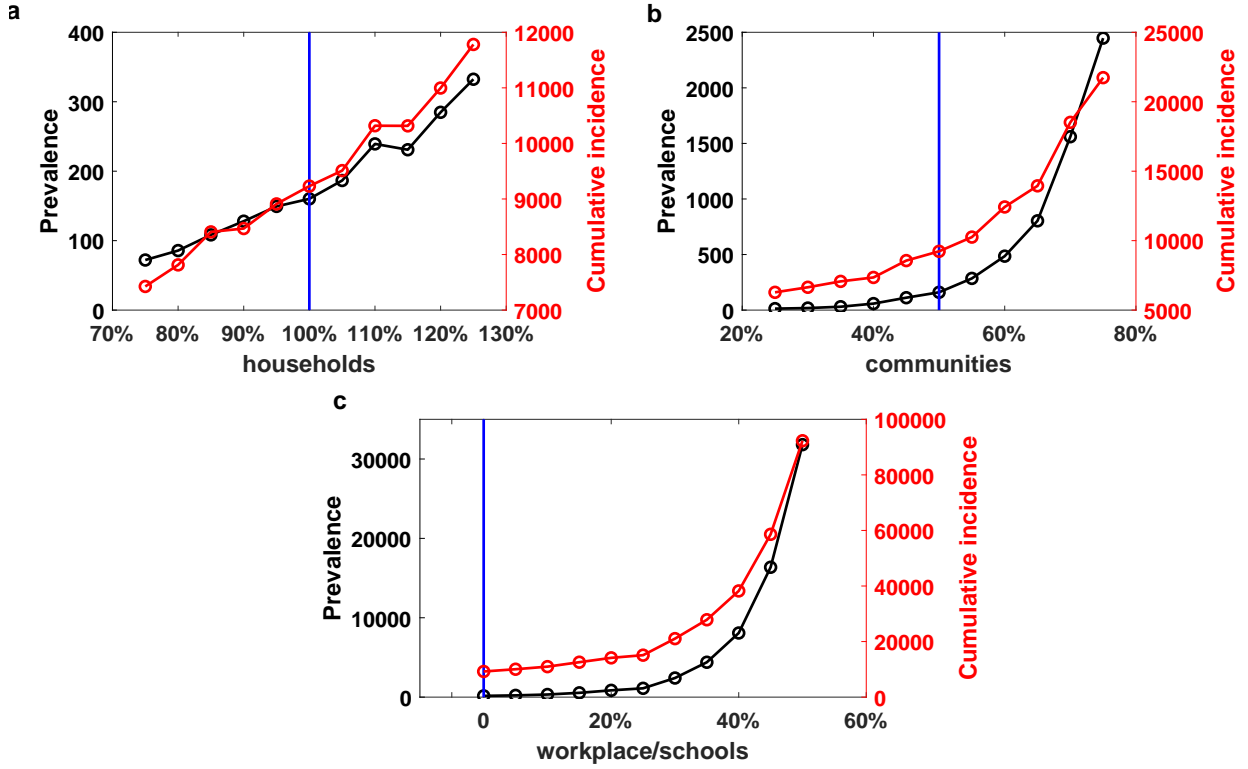 a
400
300
200
100
0
Prevalence
12000
11000
10000
9000
8000
7000
Cumulative incidence
70% 80% 90% 100% 110% 120% 130%
households
b
2500
2000
1500
1000
500
0
Prevalence
25000
20000
15000
10000
5000
Cumulative incidence
20% 40% 60% 80%
communities
c
30000
20000
10000
0
Prevalence
100000
80000
60000
40000
20000
0
Cumulative incidence
0 20% 40% 60%
workplace/schools